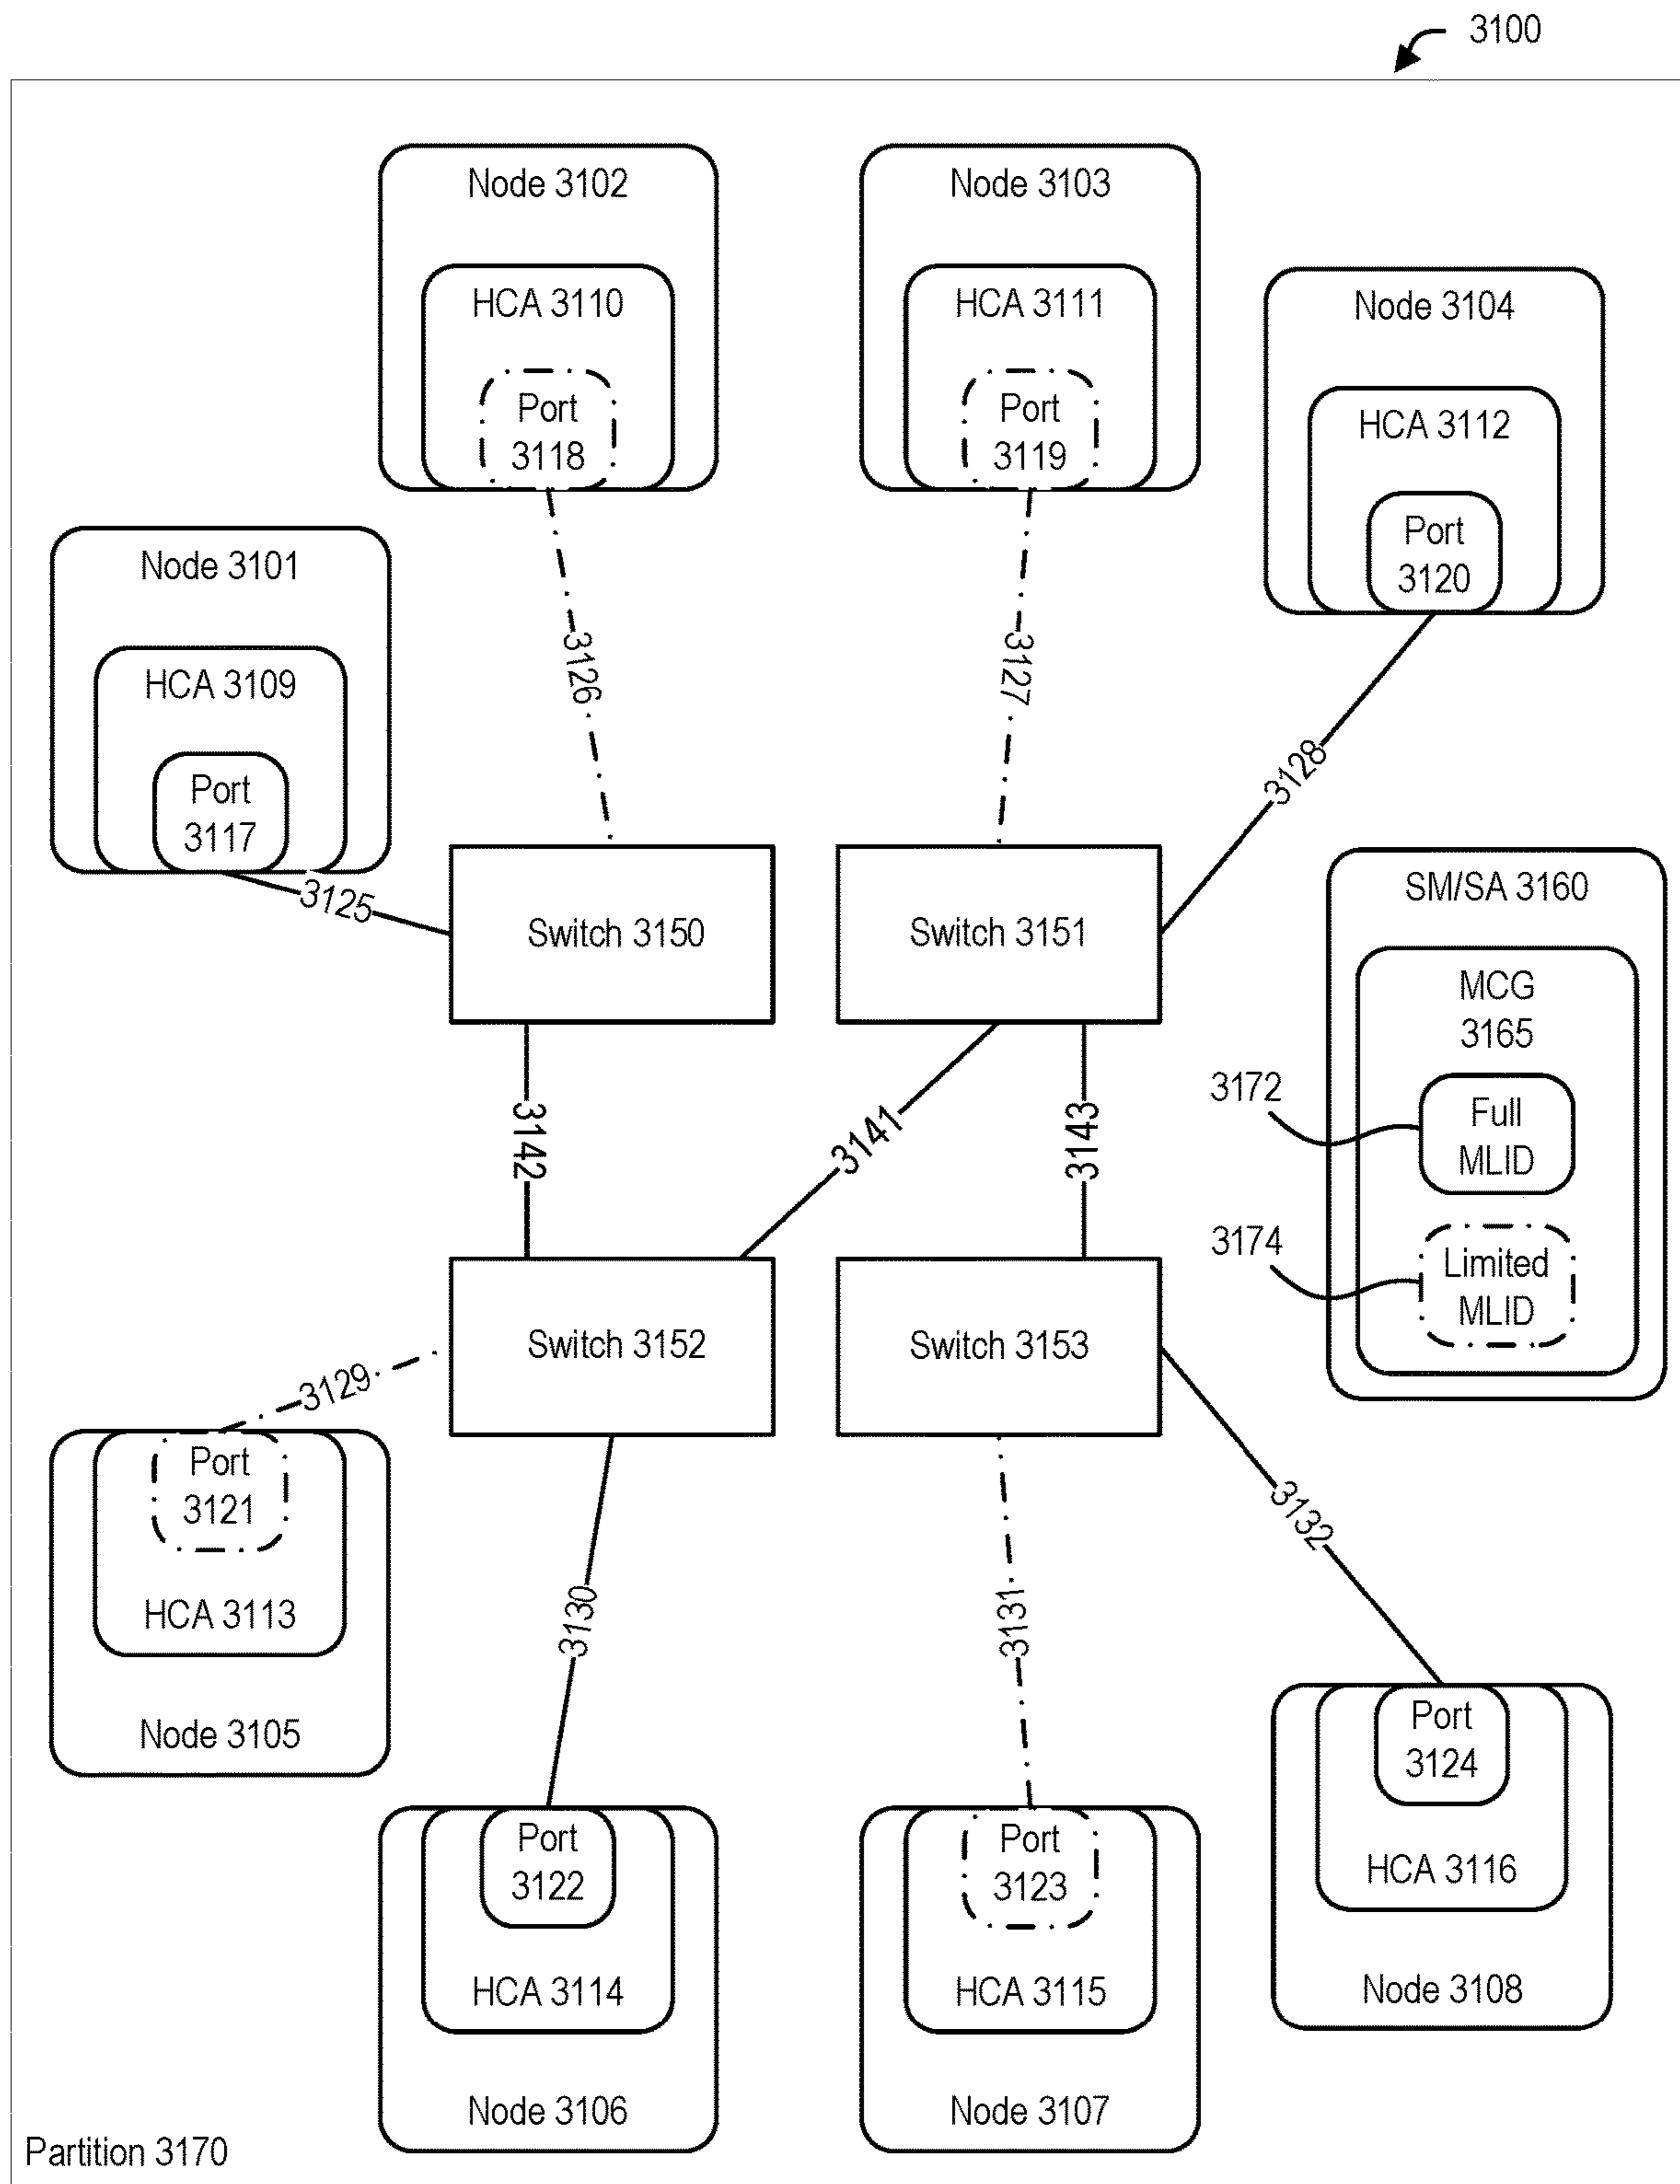 3100
Node 3102
HCA 3110
Port
3118
Node 3103
HCA 3111
Port
3119
Node 3104
HCA 3112
Port
3120
Node 3101
HCA 3109
Port
3117
3125
3126
3127
3128
Switch 3150
Switch 3151
SM/SA 3160
MCG
3165
3172
Full
MLID
3174
Limited
MLID
3142
3141
3143
Switch 3152
Switch 3153
3129
3130
3131
3132
Port
3121
HCA 3113
Node 3105
Port
3122
HCA 3114
Node 3106
Port
3123
HCA 3115
Node 3107
Port
3124
HCA 3116
Node 3108
Partition 3170